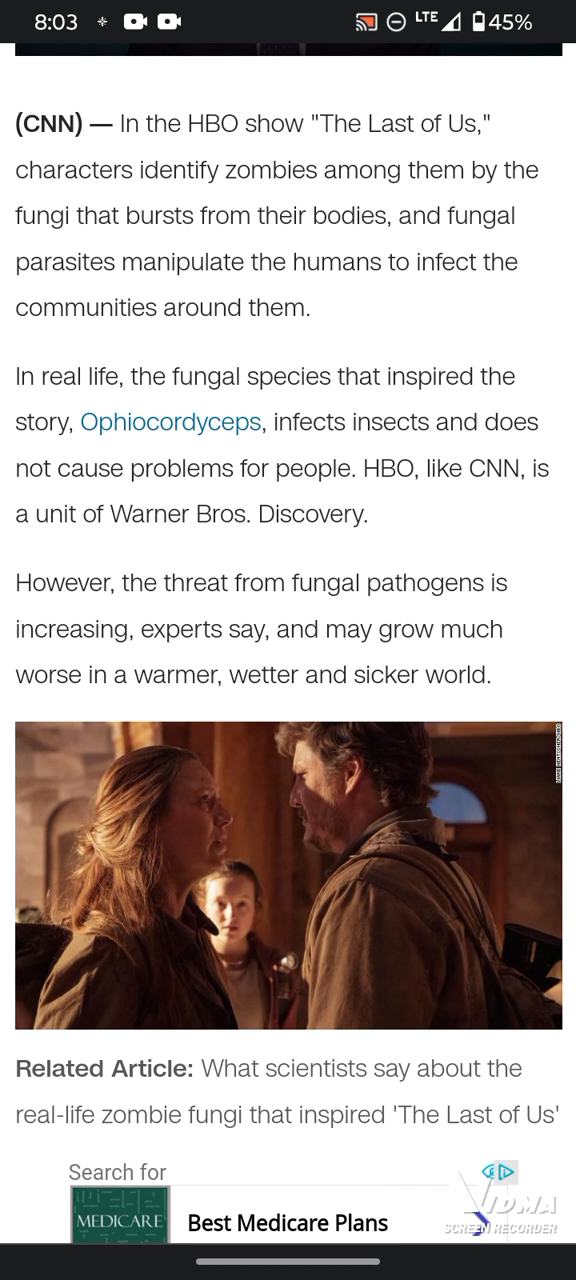 8:03
LTE 45%
(CNN) — In the HBO show "The Last of Us,"
characters identify zombies among them by the
fungi that bursts from their bodies, and fungal
parasites manipulate the humans to infect the
communities around them.
In real life, the fungal species that inspired the
story, Ophiocordyceps, infects insects and does
not cause problems for people. HBO, like CNN, is
a unit of Warner Bros. Discovery.
However, the threat from fungal pathogens is
increasing, experts say, and may grow much
worse in a warmer, wetter and sicker world.
Related Article: What scientists say about the
real-life zombie fungi that inspired 'The Last of Us'
Search for
MEDICARE
Best Medicare Plans
VIDMA
SCREEN RECORDER